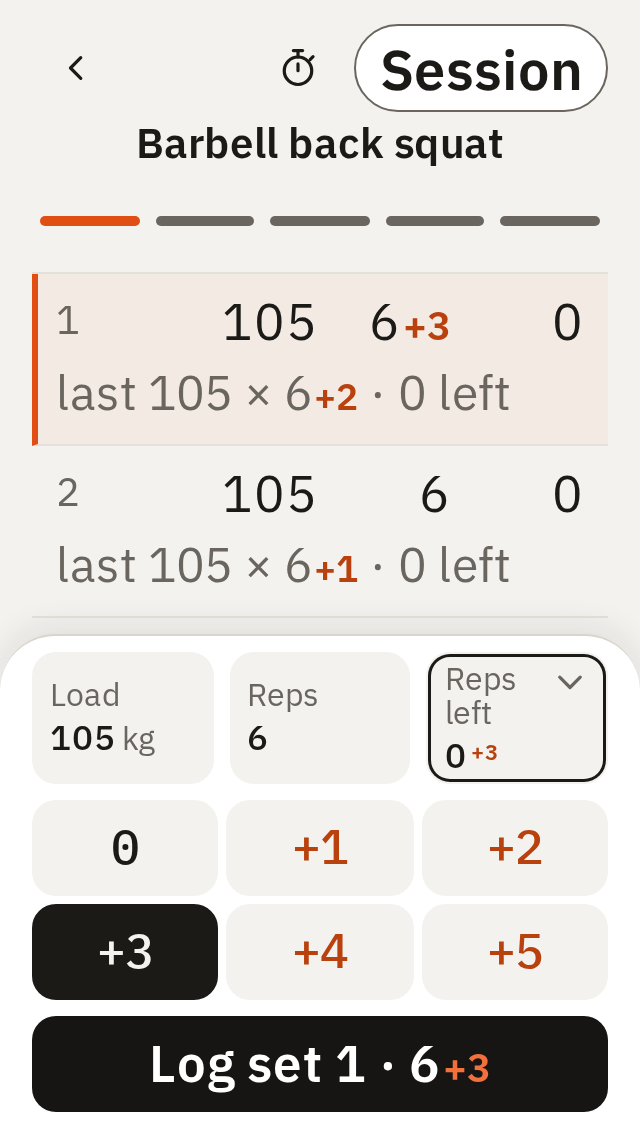 Session
Barbell back squat
1 105 6+3 0
last 105 × 6+2 · 0 left
2 105 6 0
last 105 × 6+1 · 0 left
Load
105 kg
Reps
6
Reps
left
0 +3
0 +1 +2
+3 +4 +5
Log set 1 · 6+3